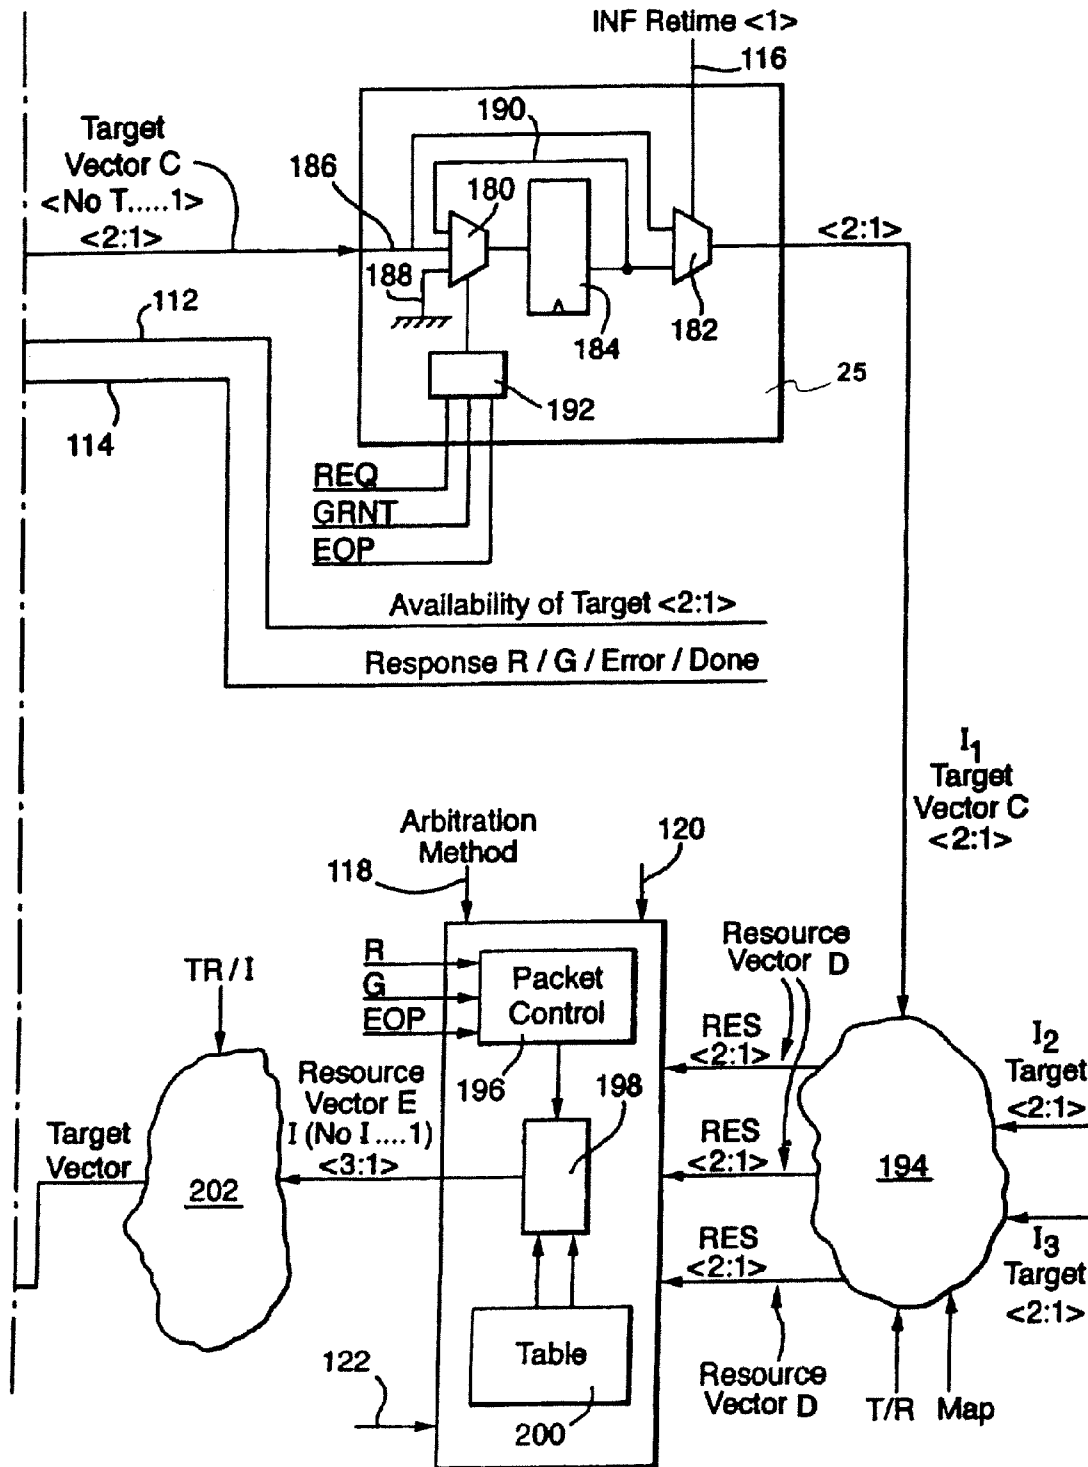 INF Retime <1>
116
190
Target
Vector C
<No T.....1>
<2:1>
186
180
<2:1>
188
184
182
112
192
25
114
REQ
GRNT
EOP
Availability of Target <2:1>
Response R / G / Error / Done
I1
Target
Vector C
<2:1>
Arbitration
Method
118
120
Resource
Vector D
TR / I
R
G
EOP
Packet
Control
196
RES
<2:1>
I2
Target
<2:1>
Resource
Vector E
I (No I....1)
<3:1>
198
Target
Vector
202
RES
<2:1>
194
RES
<2:1>
I3
Target
<2:1>
Table
200
122
Resource
Vector D
T/R
Map